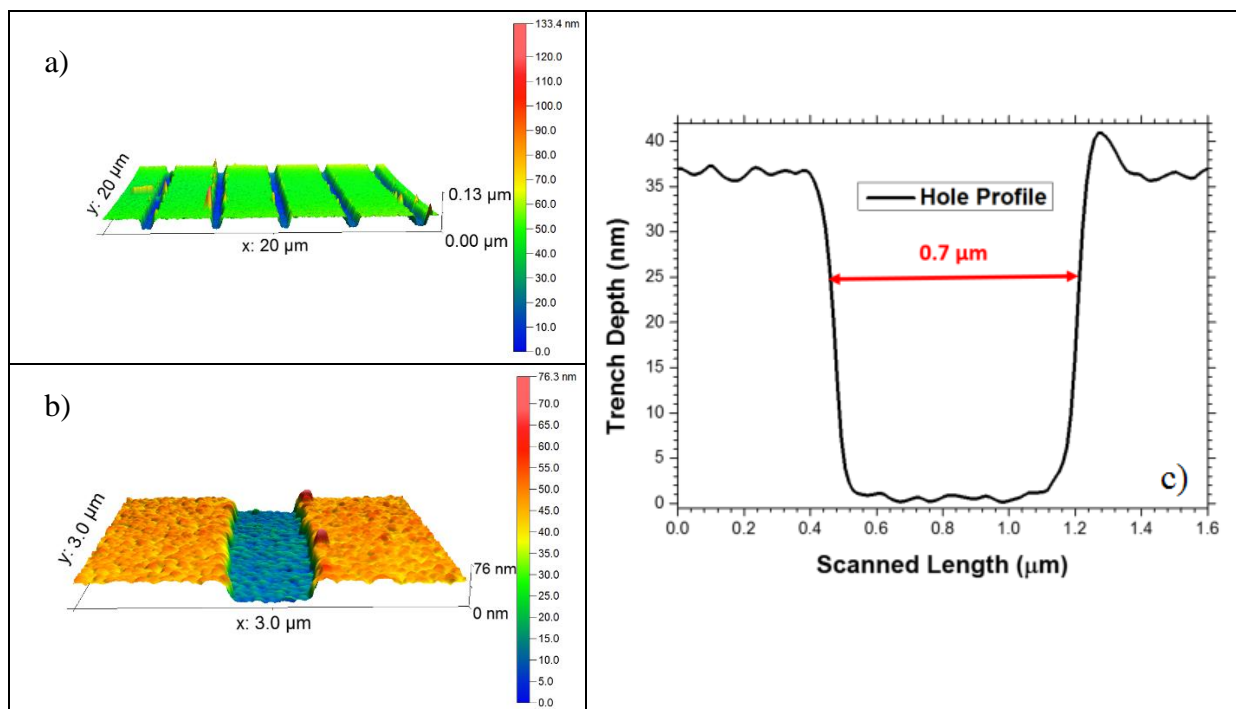 a)
133.4 nm
120.0
110.0
100.0
90.0
80.0
70.0
60.0
50.0
40.0
30.0
20.0
10.0
0.0
y: 20 µm
x: 20 µm
0.13 µm
0.00 µm
b)
76.3 nm
70.0
65.0
60.0
55.0
50.0
45.0
40.0
35.0
30.0
25.0
20.0
15.0
10.0
5.0
0.0
y: 3.0 µm
x: 3.0 µm
76 nm
0 nm
Trench Depth (nm)
40
35
30
25
20
15
10
5
0
Hole Profile
0.7 µm
c)
0.0 0.2 0.4 0.6 0.8 1.0 1.2 1.4 1.6
Scanned Length (µm)